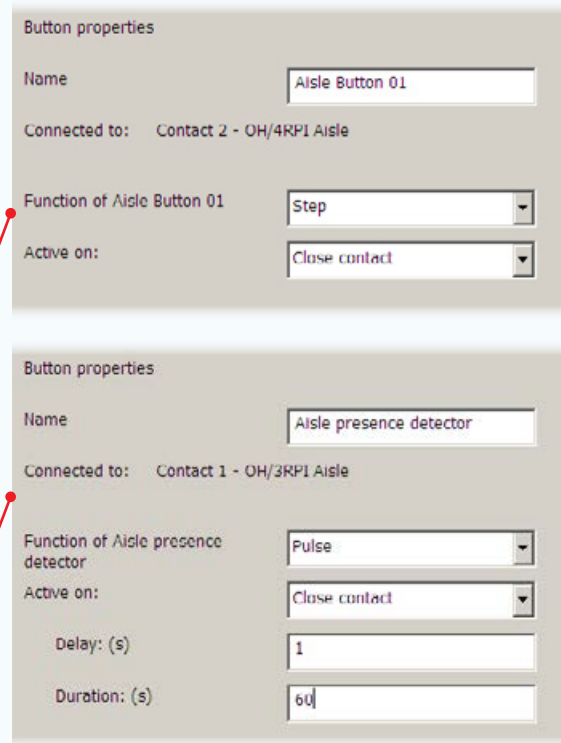 Button properties
Name Aisle Button 01
Connected to: Contact 2 - OH/4RPI Aisle
Function of Aisle Button 01 Step
Active on: Close contact
Button properties
Name Aisle presence detector
Connected to: Contact 1 - OH/3RPI Aisle
Function of Aisle presence Pulse
detector
Active on: Close contact
Delay: (s) 1
Duration: (s) 60